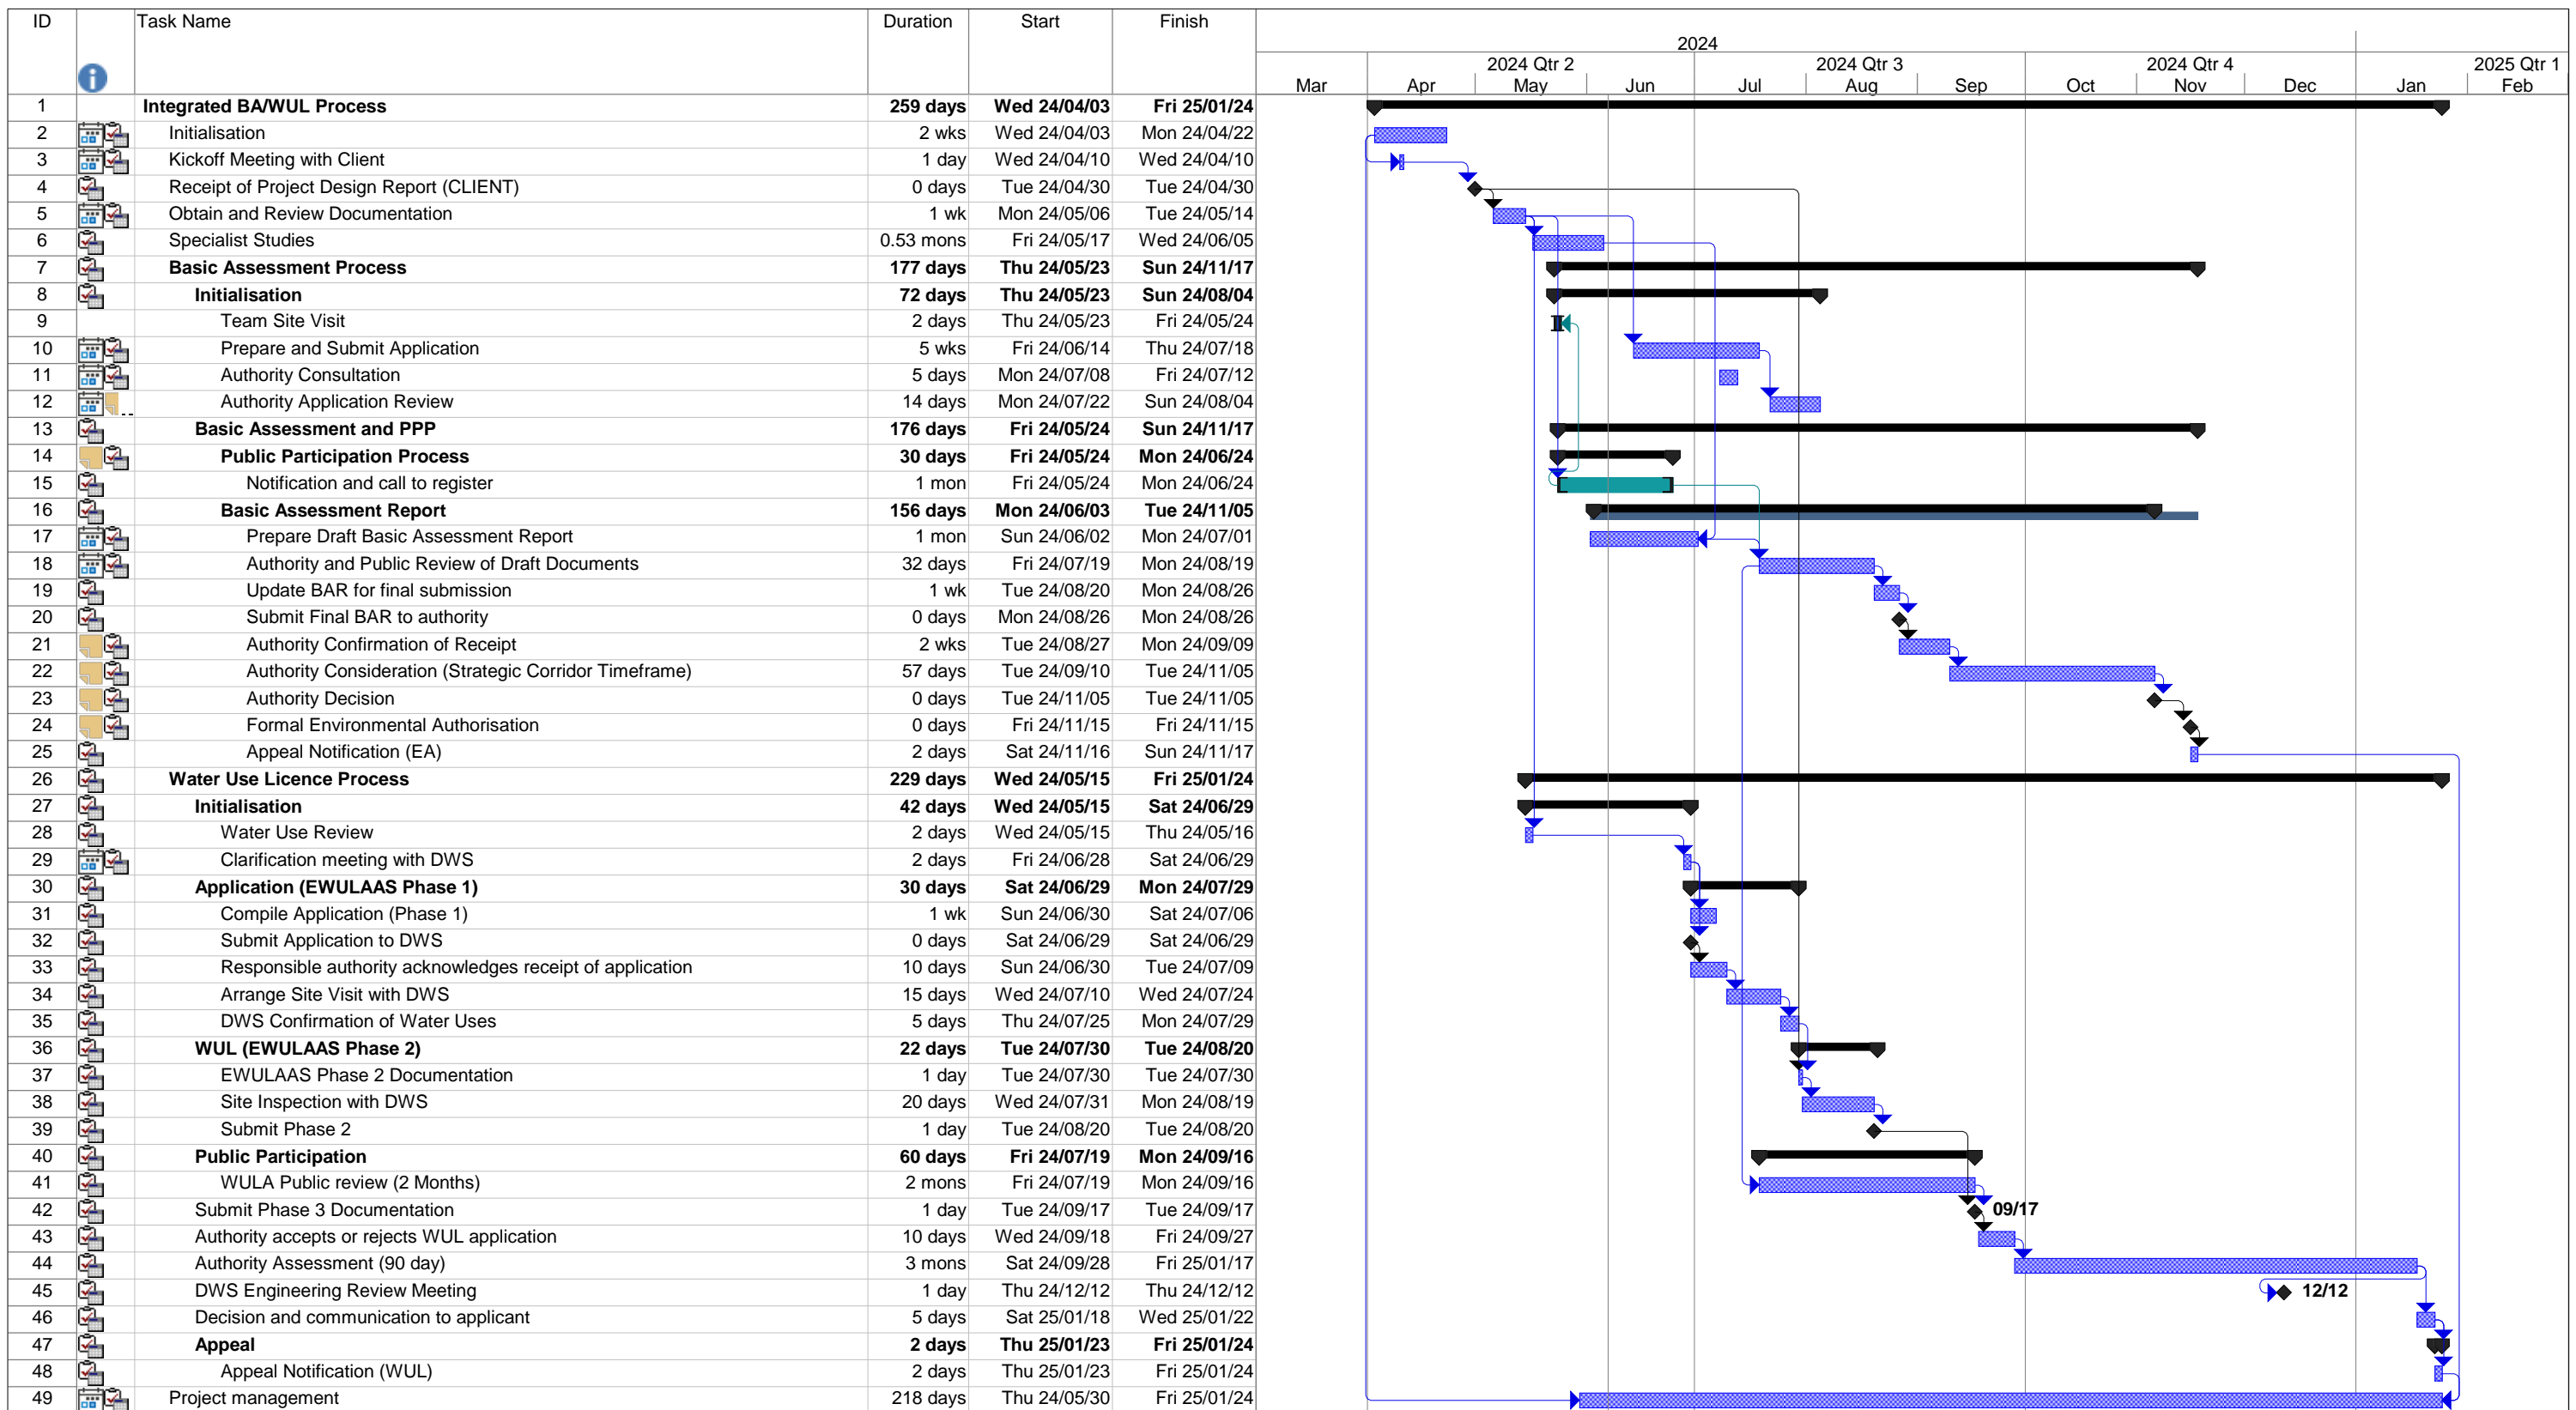 ID Task Name Duration Start Finish
2024
2024 Qtr 2 2024 Qtr 3 2024 Qtr 4 2025 Qtr 1
Mar Apr May Jun Jul Aug Sep Oct Nov Dec Jan Feb
1 Integrated BA/WUL Process 259 days Wed 24/04/03 Fri 25/01/24
2 Initialisation 2 wks Wed 24/04/03 Mon 24/04/22
3 Kickoff Meeting with Client 1 day Wed 24/04/10 Wed 24/04/10
4 Receipt of Project Design Report (CLIENT) 0 days Tue 24/04/30 Tue 24/04/30
5 Obtain and Review Documentation 1 wk Mon 24/05/06 Tue 24/05/14
6 Specialist Studies 0.53 mons Fri 24/05/17 Wed 24/06/05
7 Basic Assessment Process 177 days Thu 24/05/23 Sun 24/11/17
8 Initialisation 72 days Thu 24/05/23 Sun 24/08/04
9 Team Site Visit 2 days Thu 24/05/23 Fri 24/05/24
10 Prepare and Submit Application 5 wks Fri 24/06/14 Thu 24/07/18
11 Authority Consultation 5 days Mon 24/07/08 Fri 24/07/12
12 Authority Application Review 14 days Mon 24/07/22 Sun 24/08/04
13 Basic Assessment and PPP 176 days Fri 24/05/24 Sun 24/11/17
14 Public Participation Process 30 days Fri 24/05/24 Mon 24/06/24
15 Notification and call to register 1 mon Fri 24/05/24 Mon 24/06/24
16 Basic Assessment Report 156 days Mon 24/06/03 Tue 24/11/05
17 Prepare Draft Basic Assessment Report 1 mon Sun 24/06/02 Mon 24/07/01
18 Authority and Public Review of Draft Documents 32 days Fri 24/07/19 Mon 24/08/19
19 Update BAR for final submission 1 wk Tue 24/08/20 Mon 24/08/26
20 Submit Final BAR to authority 0 days Mon 24/08/26 Mon 24/08/26
21 Authority Confirmation of Receipt 2 wks Tue 24/08/27 Mon 24/09/09
22 Authority Consideration (Strategic Corridor Timeframe) 57 days Tue 24/09/10 Tue 24/11/05
23 Authority Decision 0 days Tue 24/11/05 Tue 24/11/05
24 Formal Environmental Authorisation 0 days Fri 24/11/15 Fri 24/11/15
25 Appeal Notification (EA) 2 days Sat 24/11/16 Sun 24/11/17
26 Water Use Licence Process 229 days Wed 24/05/15 Fri 25/01/24
27 Initialisation 42 days Wed 24/05/15 Sat 24/06/29
28 Water Use Review 2 days Wed 24/05/15 Thu 24/05/16
29 Clarification meeting with DWS 2 days Fri 24/06/28 Sat 24/06/29
30 Application (EWULAAS Phase 1) 30 days Sat 24/06/29 Mon 24/07/29
31 Compile Application (Phase 1) 1 wk Sun 24/06/30 Sat 24/07/06
32 Submit Application to DWS 0 days Sat 24/06/29 Sat 24/06/29
33 Responsible authority acknowledges receipt of application 10 days Sun 24/06/30 Tue 24/07/09
34 Arrange Site Visit with DWS 15 days Wed 24/07/10 Wed 24/07/24
35 DWS Confirmation of Water Uses 5 days Thu 24/07/25 Mon 24/07/29
36 WUL (EWULAAS Phase 2) 22 days Tue 24/07/30 Tue 24/08/20
37 EWULAAS Phase 2 Documentation 1 day Tue 24/07/30 Tue 24/07/30
38 Site Inspection with DWS 20 days Wed 24/07/31 Mon 24/08/19
39 Submit Phase 2 1 day Tue 24/08/20 Tue 24/08/20
40 Public Participation 60 days Fri 24/07/19 Mon 24/09/16
41 WULA Public review (2 Months) 2 mons Fri 24/07/19 Mon 24/09/16
42 Submit Phase 3 Documentation 1 day Tue 24/09/17 Tue 24/09/17 09/17
43 Authority accepts or rejects WUL application 10 days Wed 24/09/18 Fri 24/09/27
44 Authority Assessment (90 day) 3 mons Sat 24/09/28 Fri 25/01/17
45 DWS Engineering Review Meeting 1 day Thu 24/12/12 Thu 24/12/12 12/12
46 Decision and communication to applicant 5 days Sat 25/01/18 Wed 25/01/22
47 Appeal 2 days Thu 25/01/23 Fri 25/01/24
48 Appeal Notification (WUL) 2 days Thu 25/01/23 Fri 25/01/24
49 Project management 218 days Thu 24/05/30 Fri 25/01/24